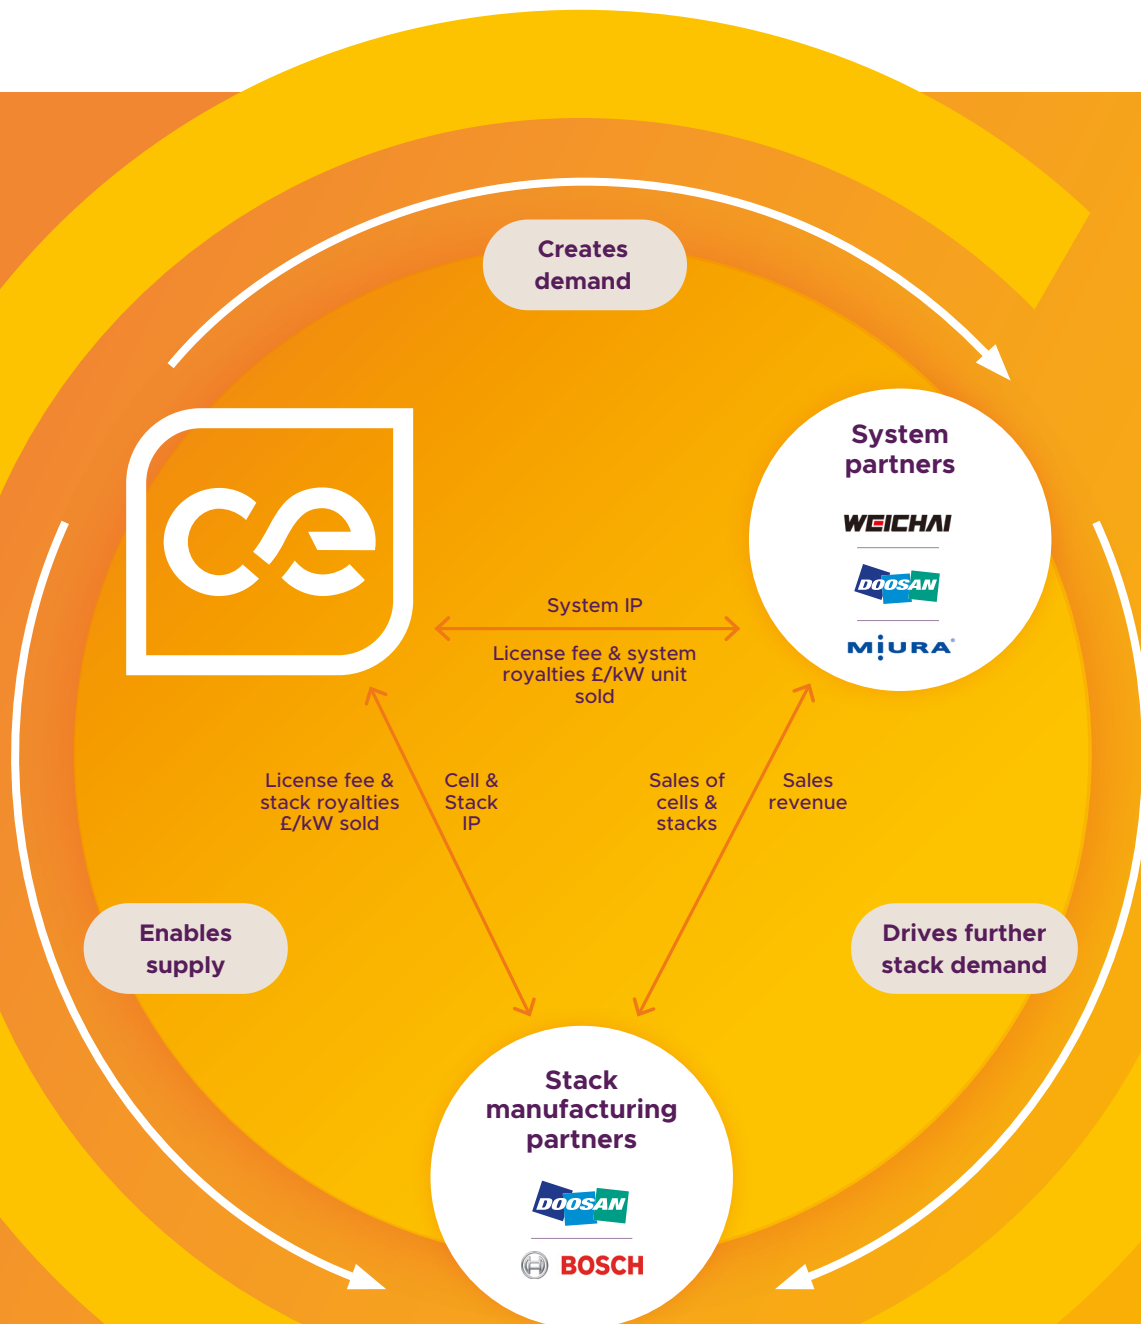 Creates
demand
System
partners
WEICHAI
DOOSAN
MIURA
ce
System IP
License fee & system
royalties £/kW unit
sold
License fee &
stack royalties
£/kW sold
Cell &
Stack
IP
Sales of
cells &
stacks
Sales
revenue
Enables
supply
Drives further
stack demand
Stack
manufacturing
partners
DOOSAN
BOSCH